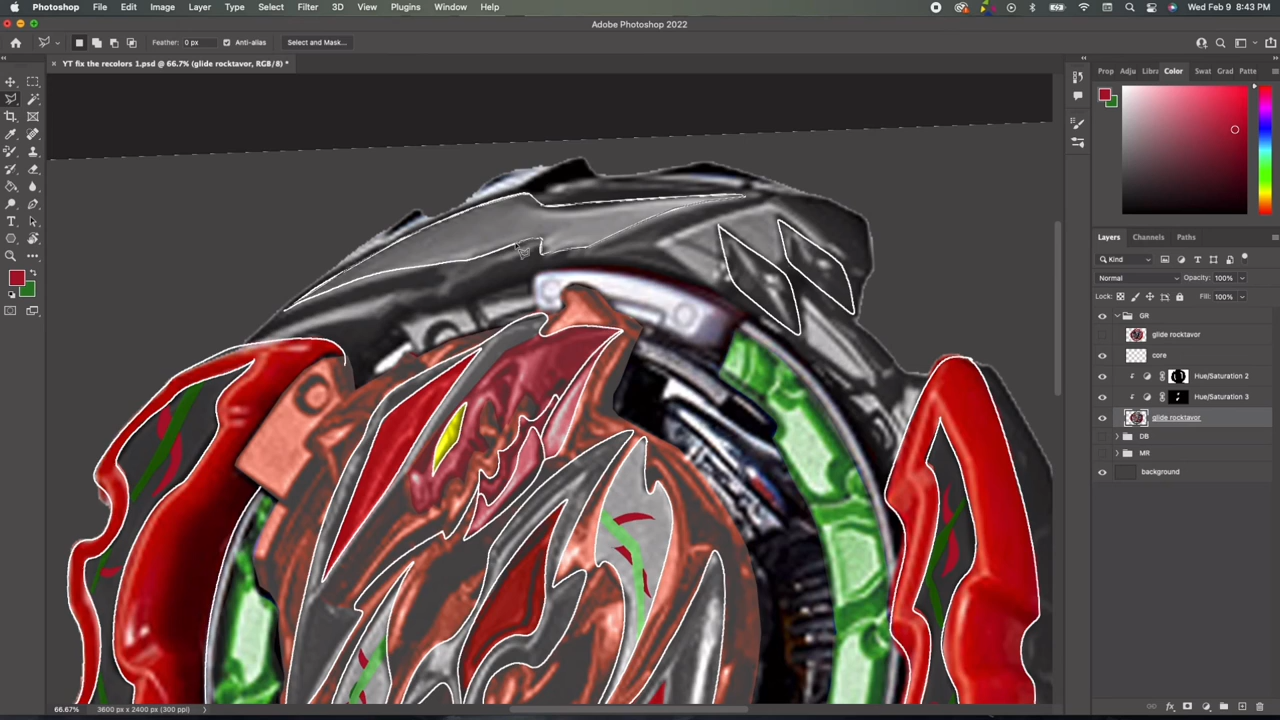 Photoshop File Edit Image Layer Type Select Filter 3D View Plugins Window Help Wed Feb 9 8:43 PM
Adobe Photoshop 2022
Feather: 0 px Anti-alias Select and Mask...
YT fix the recolors 1.psd @ 66.7% (glide rocktavor, RGB/8) *
Prop Adju Libra Color Swat Grad Patte
Layers Channels Paths
Kind
Normal Opacity: 100%
Lock: Fill: 100%
GR
glide rocktavor
core
Hue/Saturation 2
Hue/Saturation 3
glide rocktavor
DB
MR
background
66.67% 3600 px x 2400 px (300 ppi)